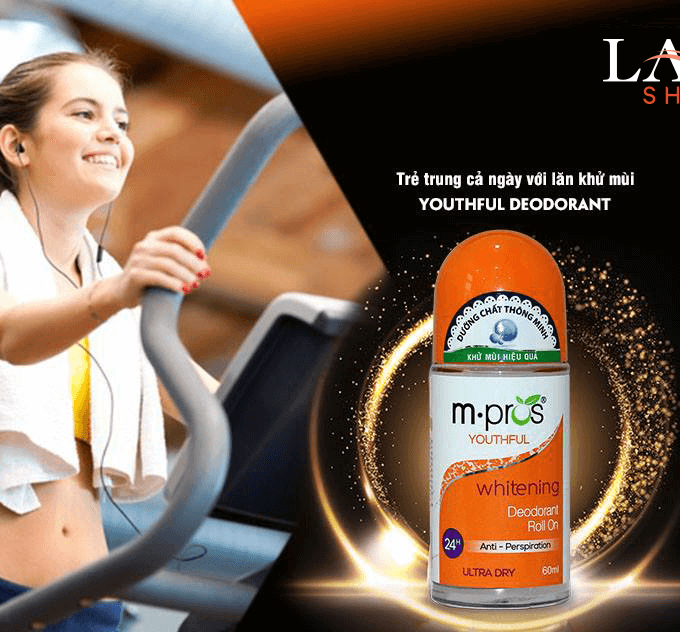 LA
SH
Trẻ trung cả ngày với lăn khử mùi
YOUTHFUL DEODORANT
DƯỠNG CHẤT THÔNG MINH
KHỬ MÙI HIỆU QUẢ
m·pros®
YOUTHFUL
whitening
Deodorant
Roll On
24H
Anti - Perspiration
ULTRA DRY
60ml